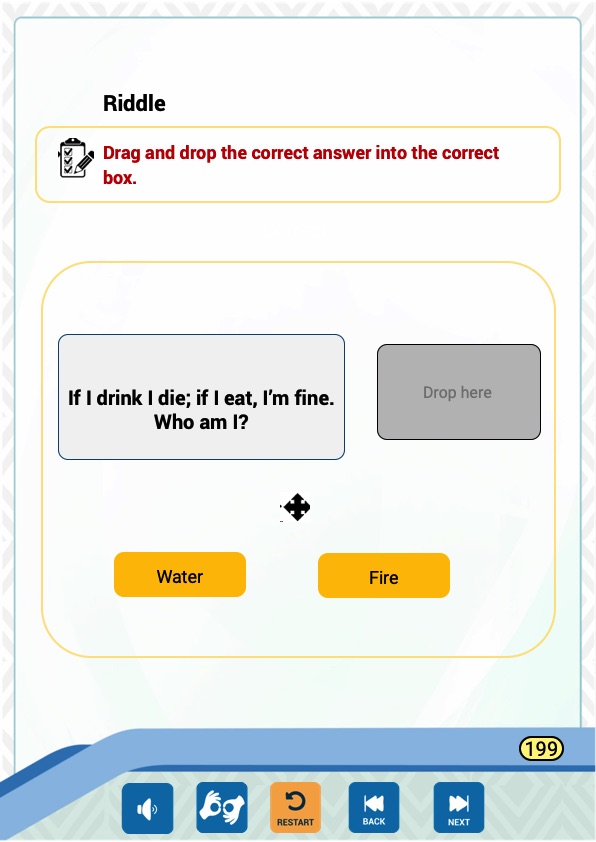 Riddle
Drag and drop the correct answer into the correct
box.
If I drink I die; if I eat, I’m fine.
Who am I?
Drop here
Water
Fire
199
RESTART
BACK
NEXT